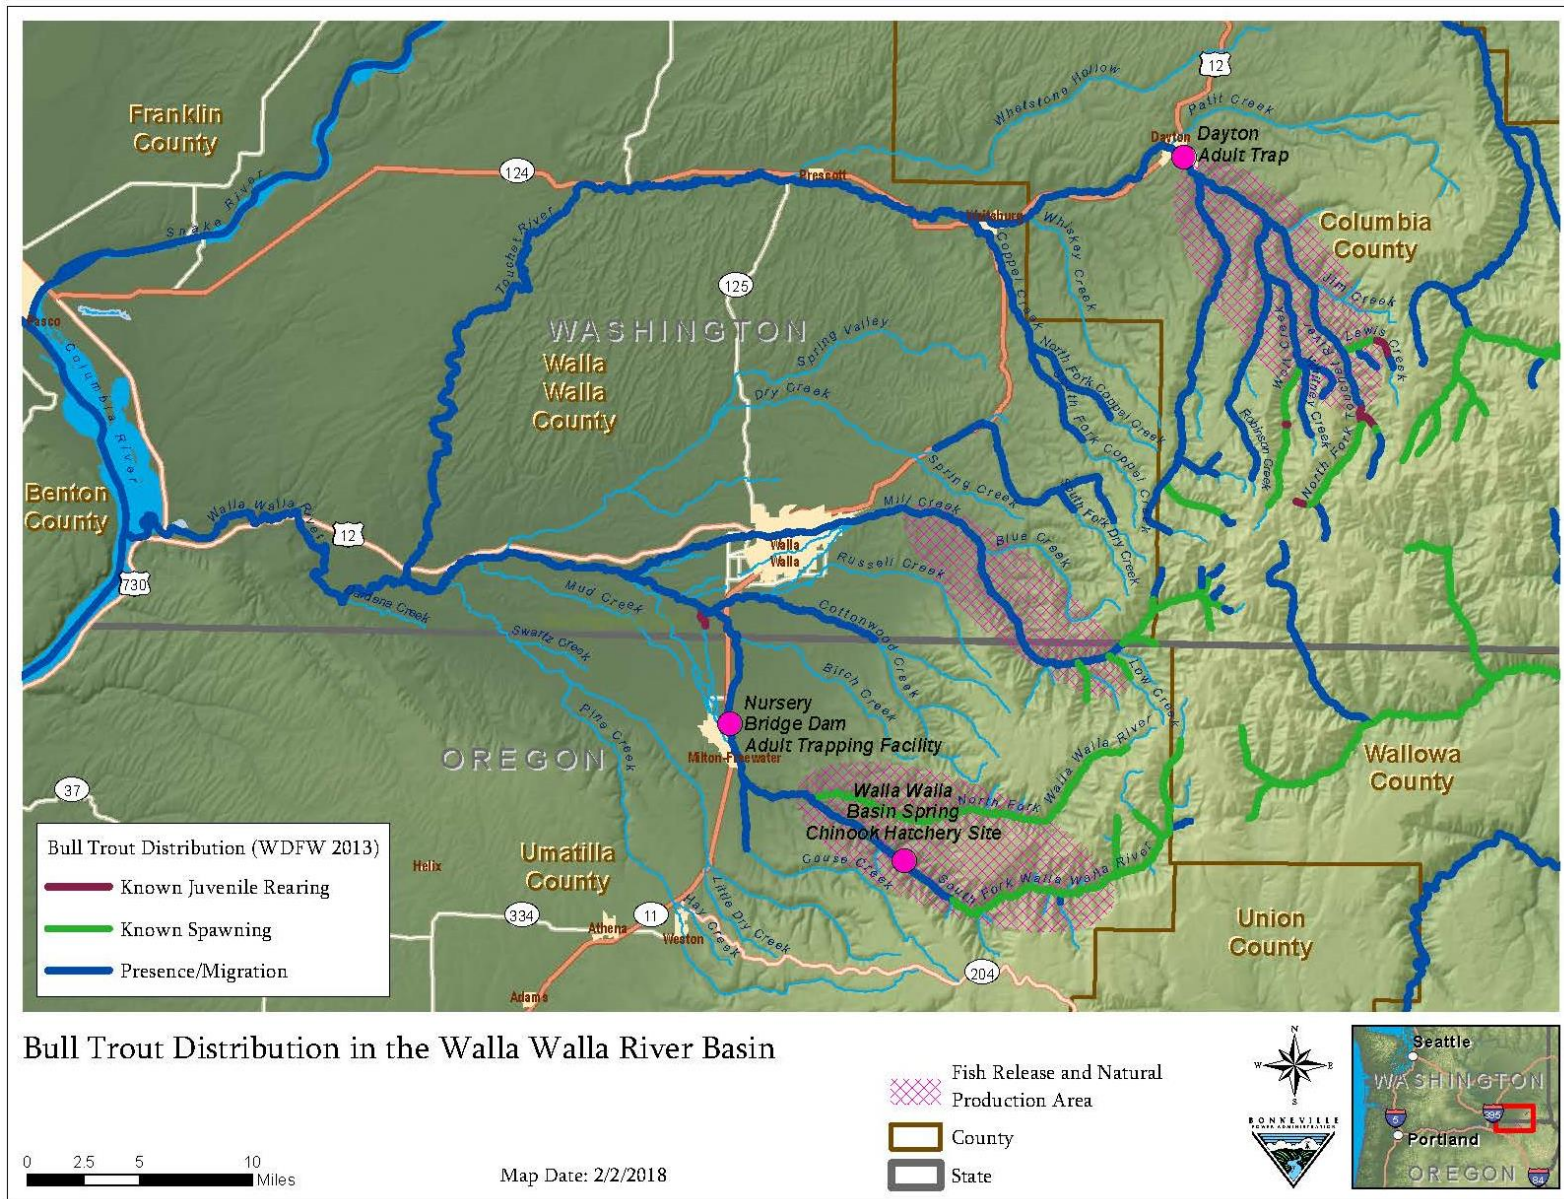 12
Whetstone Hollow
Patit Creek
Franklin
County
Dayton
Dayton
Adult Trap
124
Prescott
Snake River
Touchet River
Waitsburg
Whiskey Creek
Coppei Creek
Columbia
County
Jim Creek
125
Pasco
Columbia River
WASHINGTON
Spring Valley
Lewis Creek
Walla
Walla
County
Dry Creek
North Fork Coppei Creek
South Fork Coppei Creek
Wolf Creek
Robinson Creek
North Fork Touchet River
Spring Creek
Benton
County
Walla Walla River
12
Mill Creek
South Fork Dry Creek
Walla
Walla
Blue Creek
Russell Creek
730
Gardena Creek
Mud Creek
Cottonwood Creek
Swartz Creek
Birch Creek
Low Creek
Pine Creek
Nursery
Bridge Dam
Adult Trapping Facility
OREGON
Milton-Freewater
Wallowa
County
37
Walla Walla
Basin Spring
Chinook Hatchery Site
North Fork Walla Walla River
Couse Creek
South Fork Walla Walla River
Bull Trout Distribution (WDFW 2013)
Known Juvenile Rearing
Known Spawning
Presence/Migration
Helix
Umatilla
County
334
11
Athena
Weston
Hay Creek
Little Dry Creek
Adams
204
Union
County
Bull Trout Distribution in the Walla Walla River Basin
0 2.5 5 10
Miles
Map Date: 2/2/2018
Fish Release and Natural
Production Area
County
State
N
W E
S
BONNEVILLE
POWER ADMINISTRATION
Seattle
WASHINGTON
5
395
Portland
OREGON
84